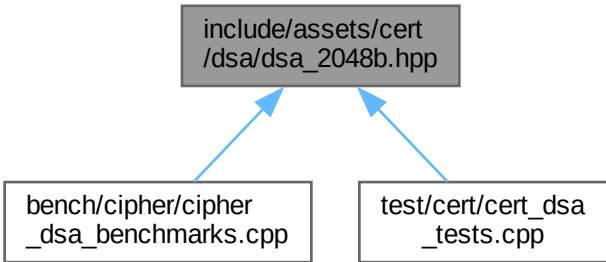 include/assets/cert
/dsa/dsa_2048b.hpp
bench/cipher/cipher
_dsa_benchmarks.cpp
test/cert/cert_dsa
_tests.cpp